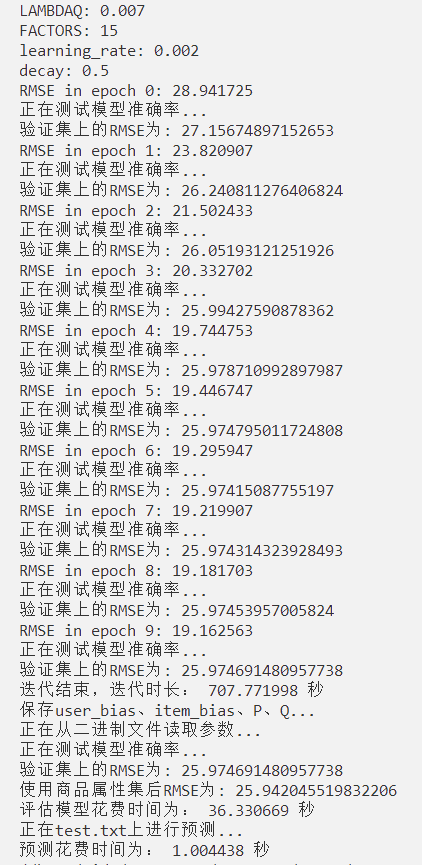 LAMBDAQ: 0.007
FACTORS: 15
learning_rate: 0.002
decay: 0.5
RMSE in epoch 0: 28.941725
正在测试模型准确率...
验证集上的RMSE为: 27.15674897152653
RMSE in epoch 1: 23.820907
正在测试模型准确率...
验证集上的RMSE为: 26.240811276406824
RMSE in epoch 2: 21.502433
正在测试模型准确率...
验证集上的RMSE为: 26.05193121251926
RMSE in epoch 3: 20.332702
正在测试模型准确率...
验证集上的RMSE为: 25.99427590878362
RMSE in epoch 4: 19.744753
正在测试模型准确率...
验证集上的RMSE为: 25.978710992897987
RMSE in epoch 5: 19.446747
正在测试模型准确率...
验证集上的RMSE为: 25.974795011724808
RMSE in epoch 6: 19.295947
正在测试模型准确率...
验证集上的RMSE为: 25.97415087755197
RMSE in epoch 7: 19.219907
正在测试模型准确率...
验证集上的RMSE为: 25.974314323928493
RMSE in epoch 8: 19.181703
正在测试模型准确率...
验证集上的RMSE为: 25.97453957005824
RMSE in epoch 9: 19.162563
正在测试模型准确率...
验证集上的RMSE为: 25.974691480957738
迭代结束，迭代时长： 707.771998 秒
保存user_bias、item_bias、P、Q...
正在从二进制文件读取参数...
正在测试模型准确率...
验证集上的RMSE为: 25.974691480957738
使用商品属性集后RMSE为: 25.942045519832206
评估模型花费时间为： 36.330669 秒
正在test.txt上进行预测...
预测花费时间为： 1.004438 秒